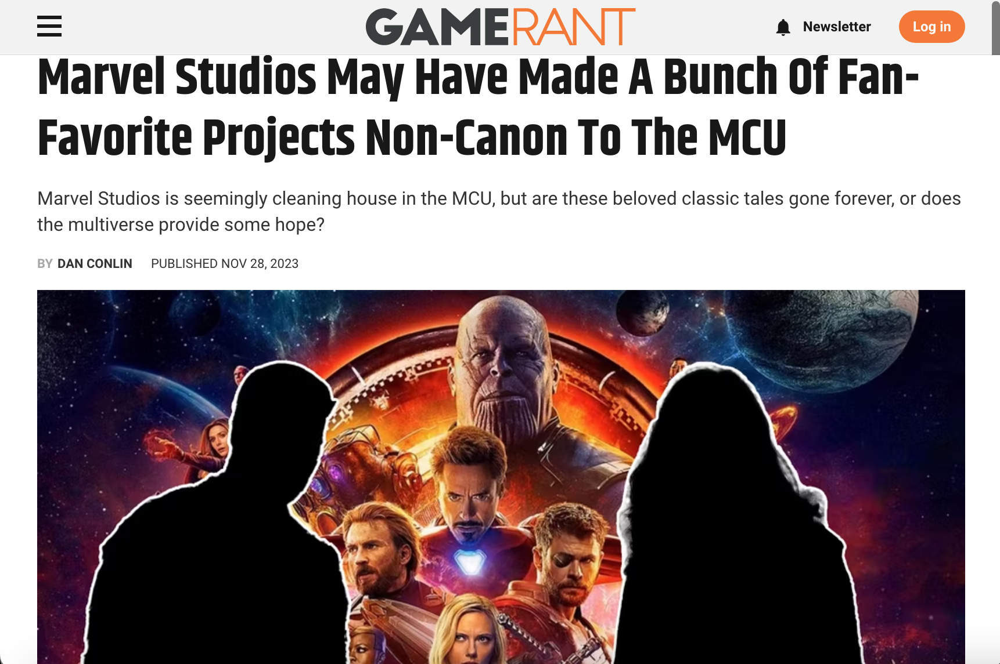 GAMERANT
Newsletter
Log in
Marvel Studios May Have Made A Bunch Of Fan-
Favorite Projects Non-Canon To The MCU
Marvel Studios is seemingly cleaning house in the MCU, but are these beloved classic tales gone forever, or does
the multiverse provide some hope?
BY DAN CONLIN PUBLISHED NOV 28, 2023